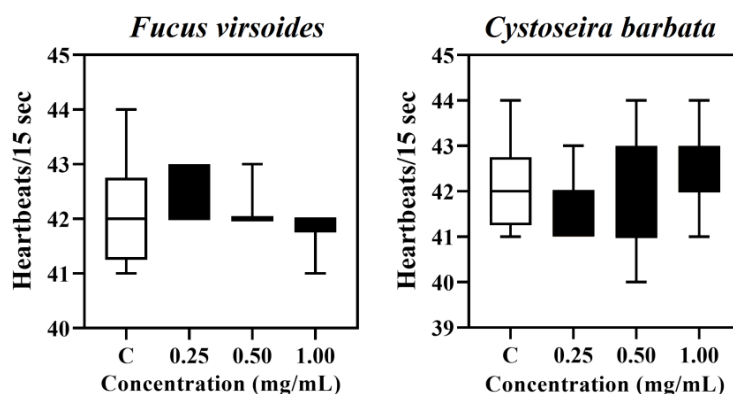 Fucus virsoides
Heartbeats/15 sec
45
44
43
42
41
40
C 0.25 0.50 1.00
Concentration (mg/mL)
Cystoseira barbata
Heartbeats/15 sec
45
44
43
42
41
40
39
C 0.25 0.50 1.00
Concentration (mg/mL)